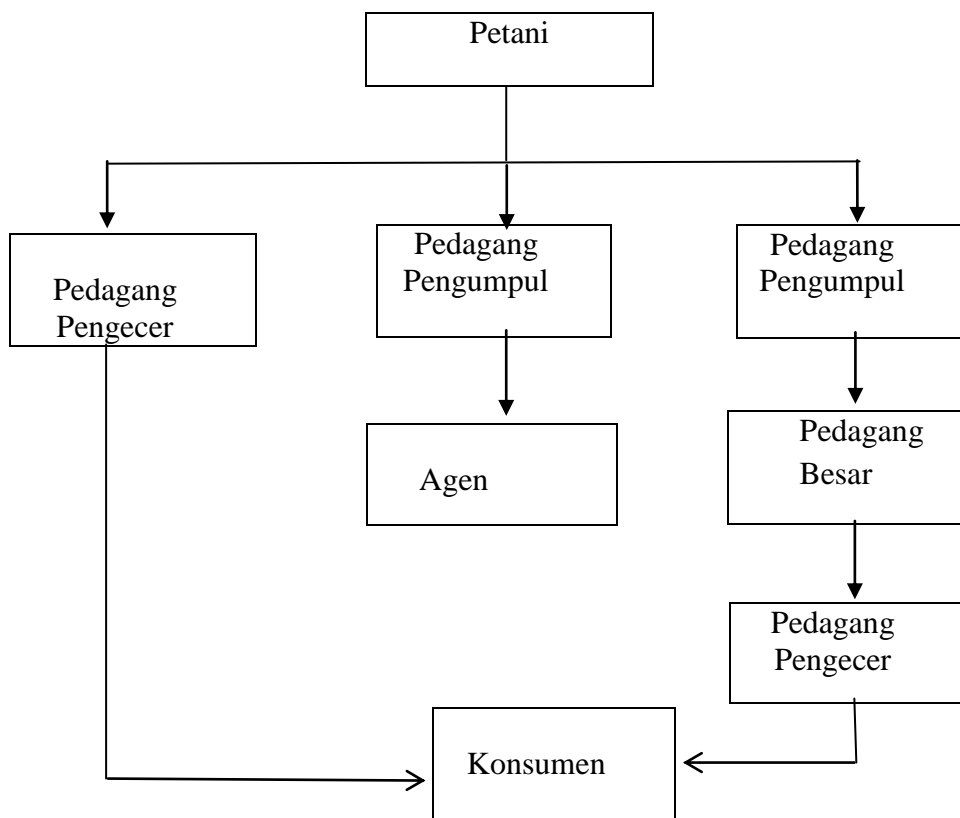 Petani
Pedagang
Pengecer
Pedagang
Pengumpul
Pedagang
Pengumpul
Agen
Pedagang
Besar
Pedagang
Pengecer
Konsumen